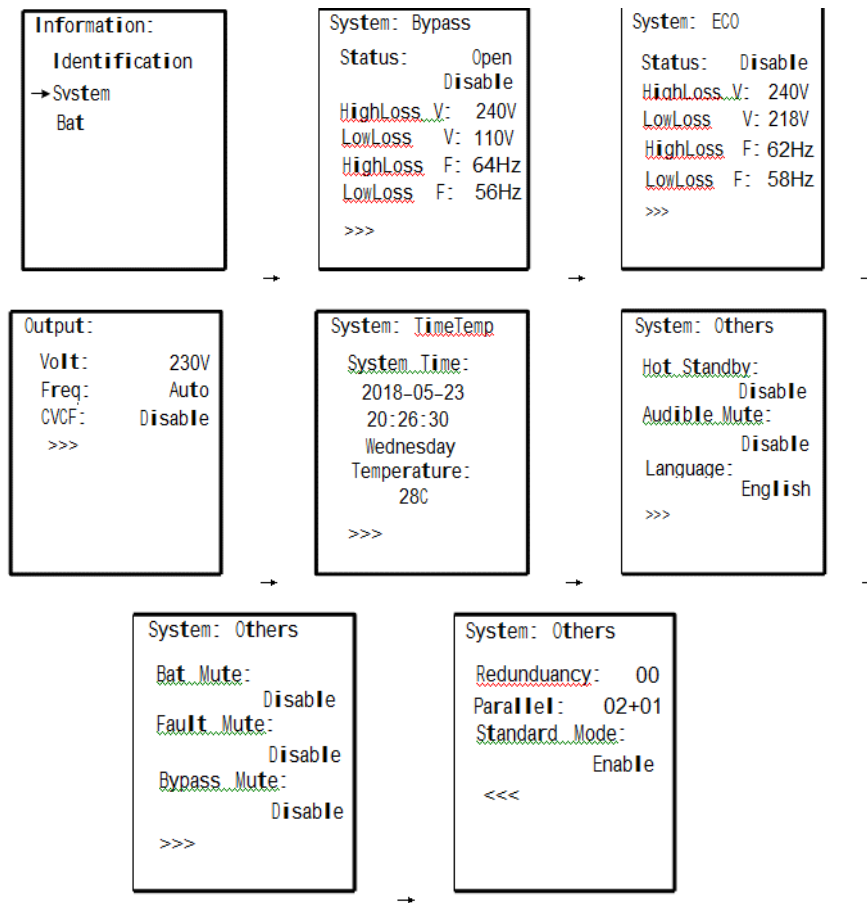 Information:
Identification
→Svstem
Bat
System: Bypass
Status: Open
Disable
HighLoss V: 240V
LowLoss V: 110V
HighLoss F: 64Hz
LowLoss F: 56Hz
>>>
System: ECO
Status: Disable
HighLoss V: 240V
LowLoss V: 218V
HighLoss F: 62Hz
LowLoss F: 58Hz
>>>
Output:
Volt: 230V
Freq: Auto
CVCF: Disable
>>>
System: TimeTemp
System Time:
2018-05-23
20:26:30
Wednesday
Temperature:
28C
>>>
System: Others
Hot Standby:
Disable
Audible Mute:
Disable
Language:
English
>>>
System: Others
Bat Mute:
Disable
Fault Mute:
Disable
Bypass Mute:
Disable
>>>
System: Others
Redunduancy: 00
Parallel: 02+01
Standard Mode:
Enable
<<<